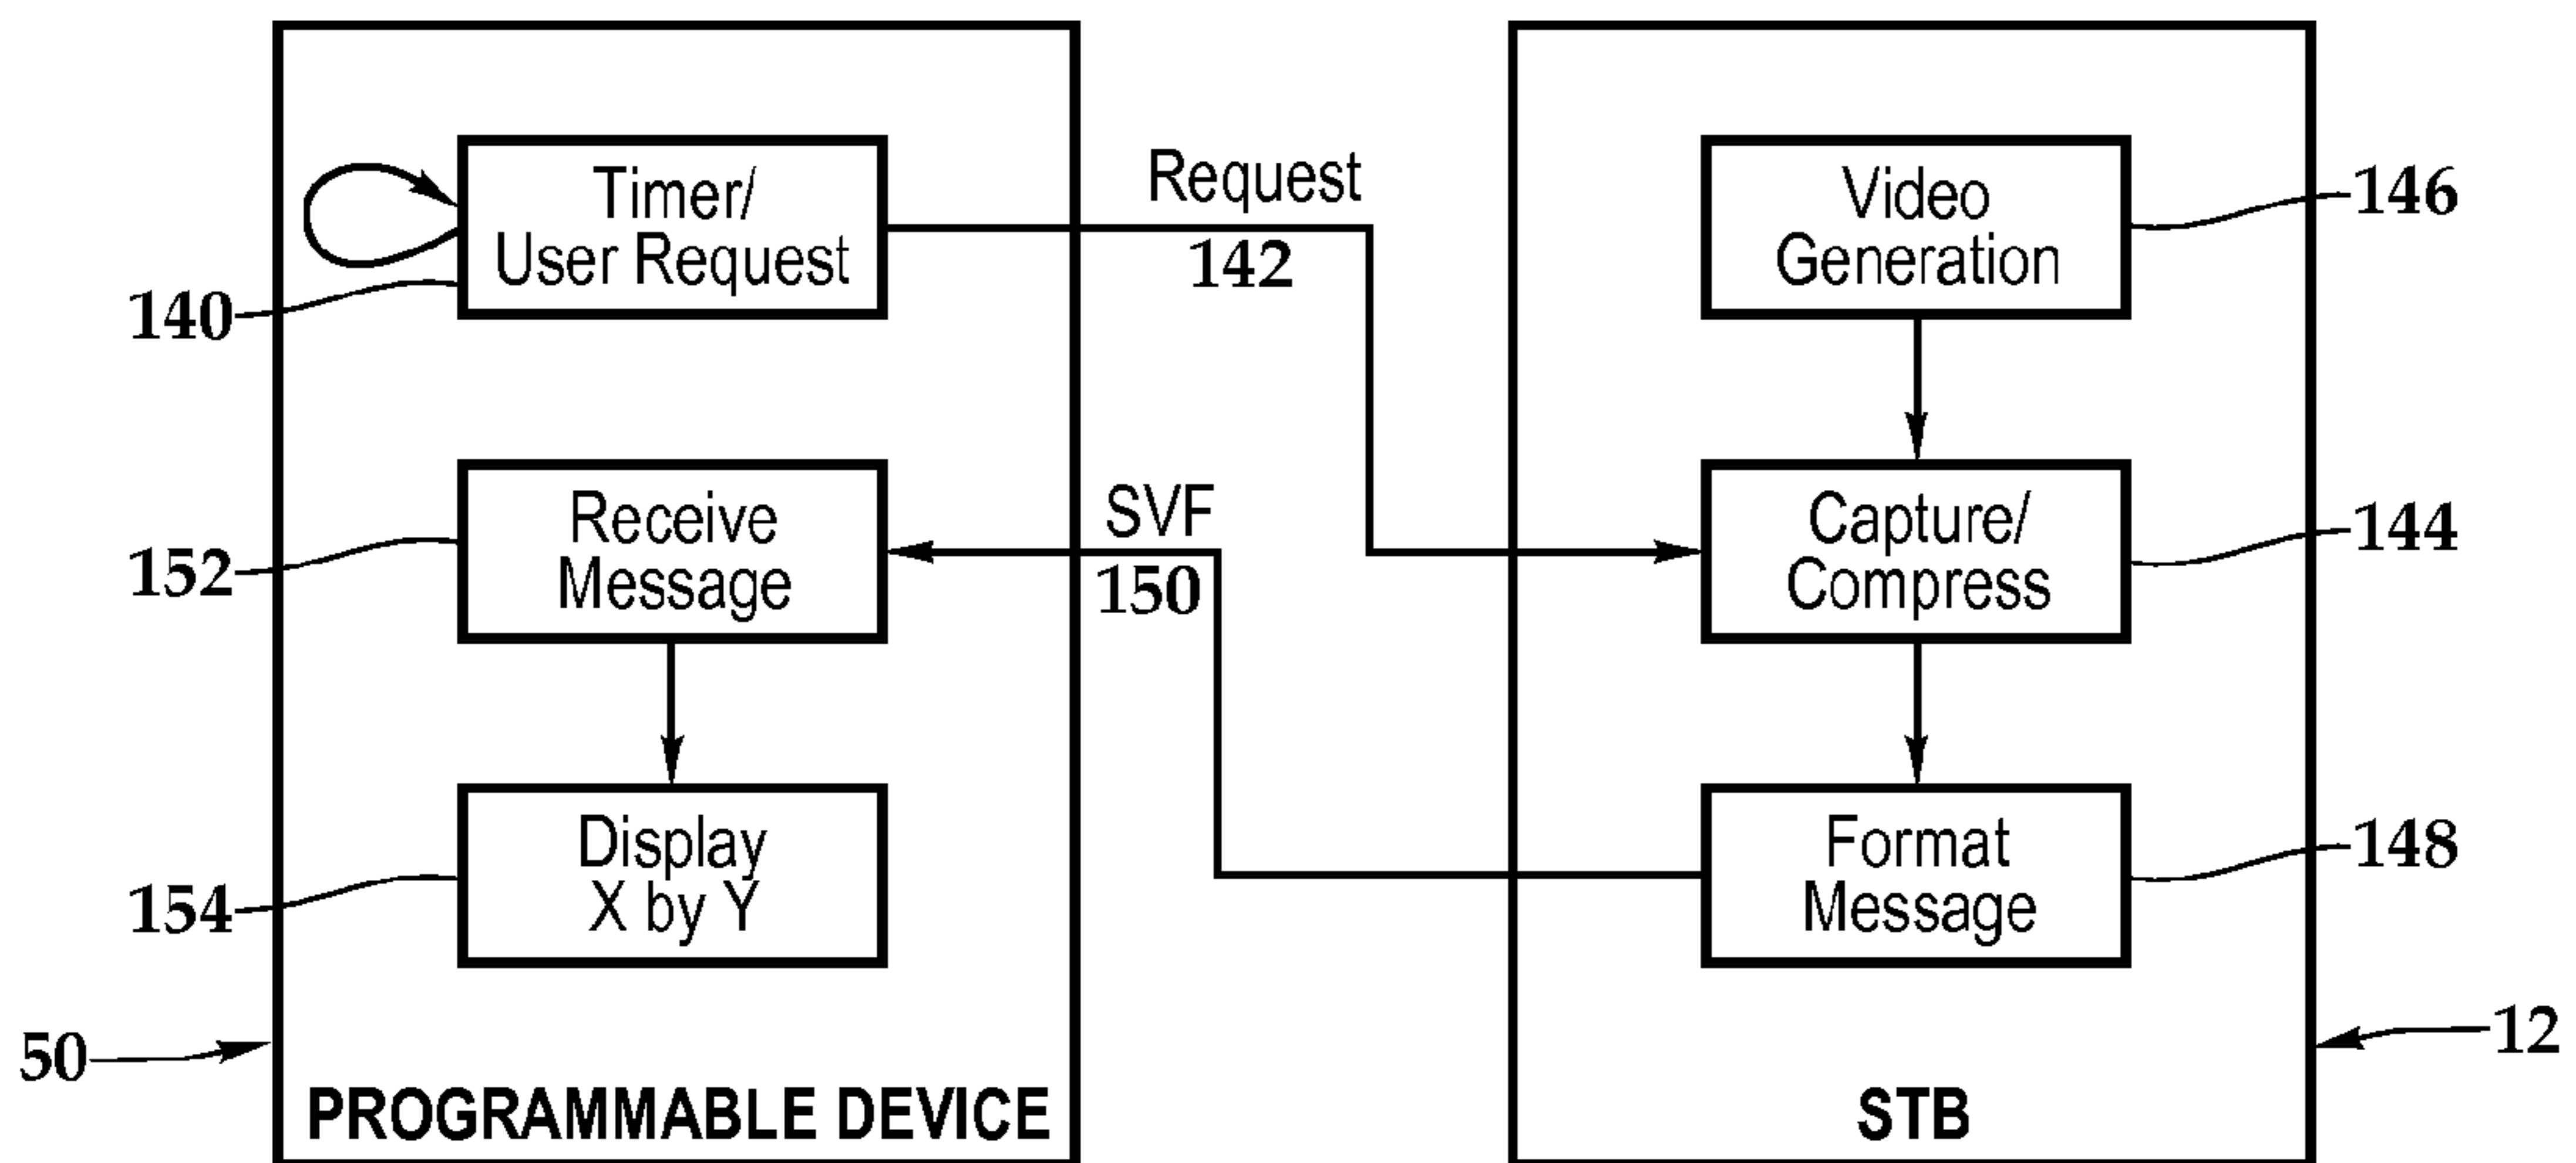 Timer/
User Request
140
Request
142
Video
Generation
146
Receive
Message
152
SVF
150
Capture/
Compress
144
Display
X by Y
154
Format
Message
148
50
PROGRAMMABLE DEVICE
STB
12